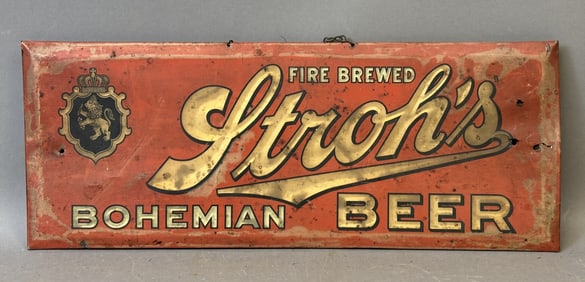 FIRE BREWED
Stroh's
BOHEMIAN BEER